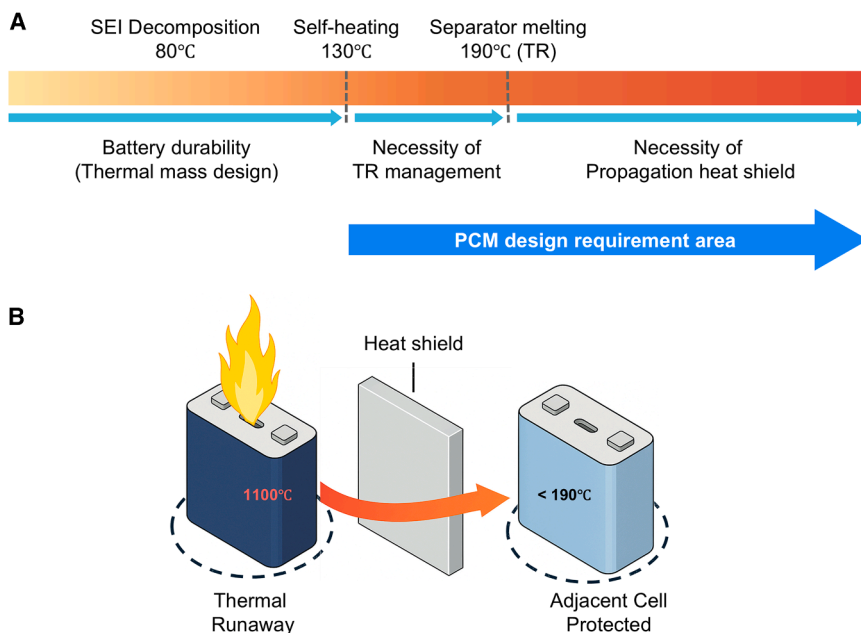 A
SEI Decomposition
80℃
Self-heating
130℃
Separator melting
190℃ (TR)
Battery durability
(Thermal mass design)
Necessity of
TR management
Necessity of
Propagation heat shield
PCM design requirement area
B
Heat shield
1100℃
< 190℃
Thermal
Runaway
Adjacent Cell
Protected